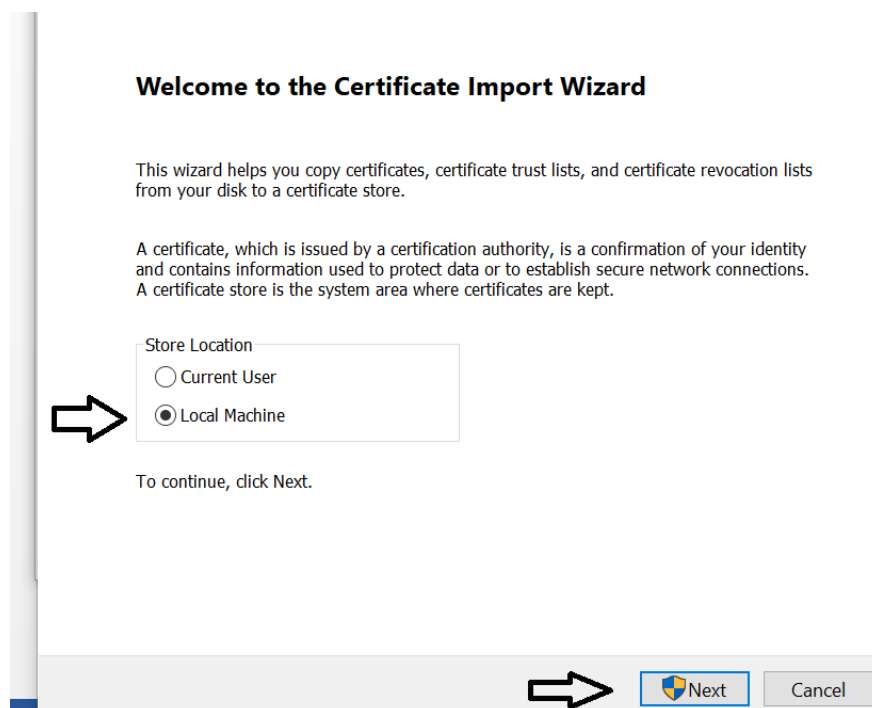 Welcome to the Certificate Import Wizard
This wizard helps you copy certificates, certificate trust lists, and certificate revocation lists
from your disk to a certificate store.
A certificate, which is issued by a certification authority, is a confirmation of your identity
and contains information used to protect data or to establish secure network connections.
A certificate store is the system area where certificates are kept.
Store Location
Current User
Local Machine
To continue, click Next.
Next
Cancel